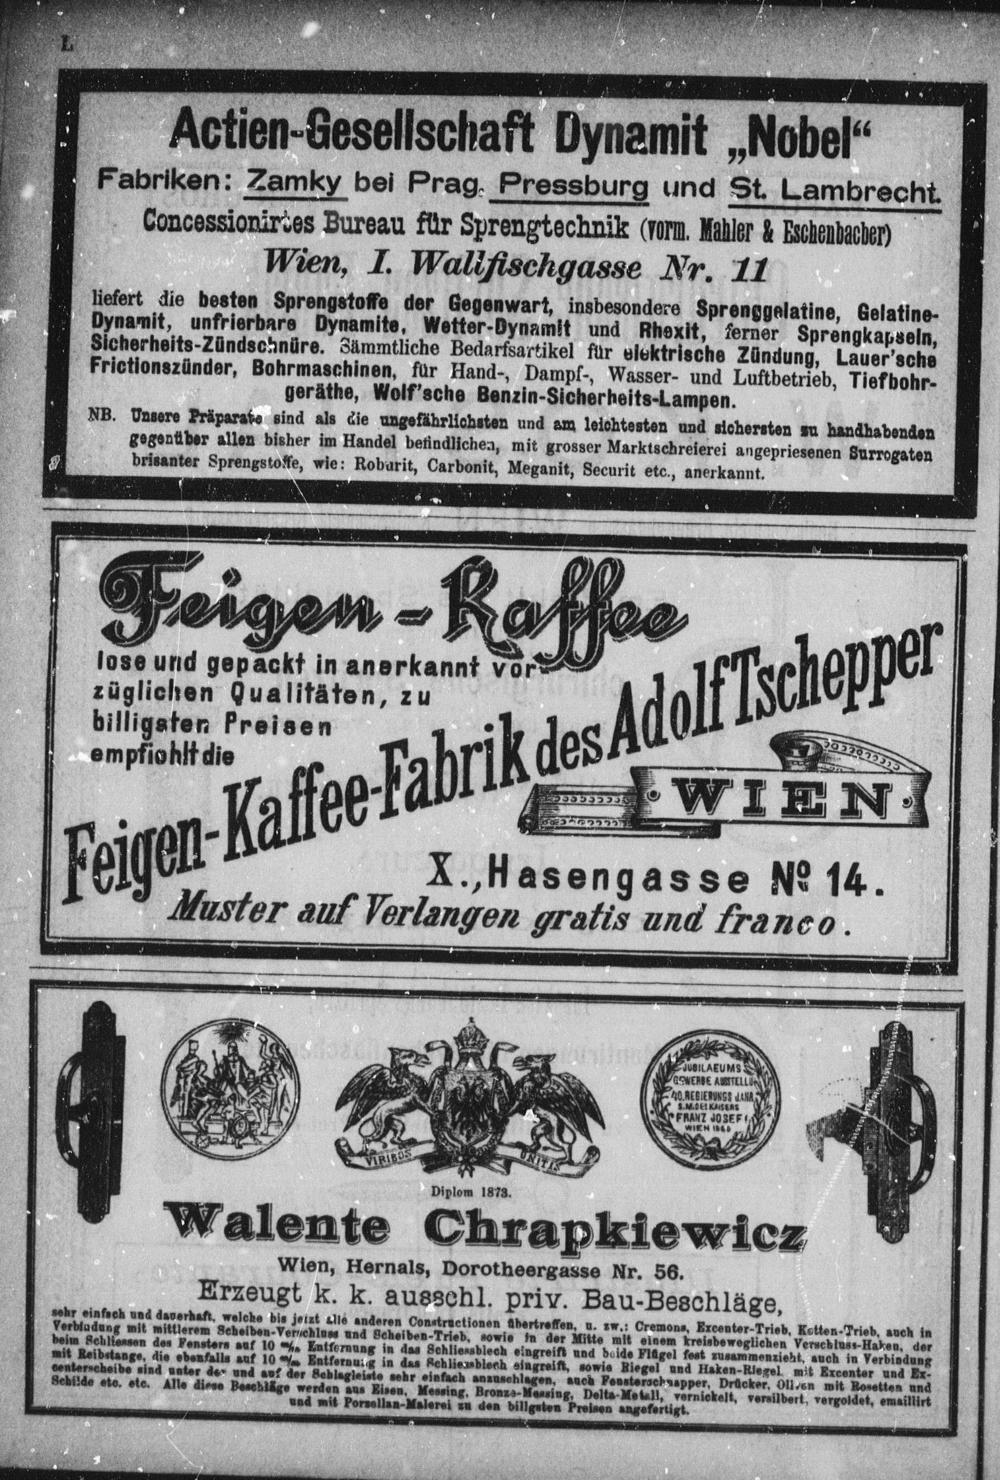 L
Actien-Gesellschaft Dynamit „Nobel“
Fabriken: Zamky bei Prag, Pressburg und St. Lambrecht.
Concessionirtes Bureau für Sprengtechnik (vorm. Mahler & Eschenbacher)
Wien, I. Wallfischgasse Nr. 11
liefert die besten Sprengstoffe der Gegenwart, insbesondere Sprenggelatine, Gelatine-
Dynamit, unfrierbare Dynamite, Wetter-Dynamit und Rhexit, ferner Sprengkapseln,
Sicherheits-Zündschnüre. Sämmtliche Bedarfsartikel für elektrische Zündung, Lauer'sche
Frictionszünder, Bohrmaschinen, für Hand-, Dampf-, Wasser- und Luftbetrieb, Tiefbohr-
geräthe, Wolf'sche Benzin-Sicherheits-Lampen.
NB. Unsere Präparate sind als die ungefährlichsten und am leichtesten und sichersten zu handhabenden
gegenüber allen bisher im Handel befindlichen, mit grosser Marktschreierei angepriesenen Surrogaten
brisanter Sprengstoffe, wie: Roburit, Carbonit, Meganit, Securit etc., anerkannt.
Feigen-Kaffee
lose und gepackt in anerkannt vor-
züglichen Qualitäten, zu
billigsten Preisen
empfiehlt die
Feigen-Kaffee-Fabrik des Adolf Tschepper
WIEN
X., Hasengasse No 14.
Muster auf Verlangen gratis und franco.
JUBILAEUMS
GEWERBE AUSSTELLUNG
40. REGIERUNGS JAHR
S. M. DES KAISERS
FRANZ JOSEF I
WIEN 1888
VIRIBUS UNITIS
Diplom 1873.
Walente Chrapkiewicz
Wien, Hernals, Dorotheergasse Nr. 56.
Erzeugt k. k. ausschl. priv. Bau-Beschläge,
sehr einfach und dauerhaft, welche bis jetzt alle anderen Constructionen übertreffen, u. zw.: Cremons, Excenter-Trieb, Ketten-Trieb, auch in
Verbindung mit mittlerem Scheiben-Verschluss und Scheiben-Trieb, sowie in der Mitte mit einem kreisbeweglichen Verschluss-Haken, der
beim Schliessen des Fensters auf 10 m/m Entfernung in das Schliessblech eingreift und beide Flügel fest zusammenzieht, auch in Verbindung
mit Reibstange, die ebenfalls auf 10 m/m Entfernung in das Schliessblech eingreift, sowie Riegel und Haken-Riegel mit Excenter und Ex-
centerscheibe sind unter der und auf der Schlagleiste sehr einfach anzuschlagen, auch Fensterschnapper, Drücker, Oliven mit Rosetten und
Schilde etc. etc. Alle diese Beschläge werden aus Eisen, Messing, Bronze-Messing, Delta-Metall, vernickelt, versilbert, vergoldet, emaillirt
und mit Porzellan-Malerei zu den billgsten Preisen angefertigt.